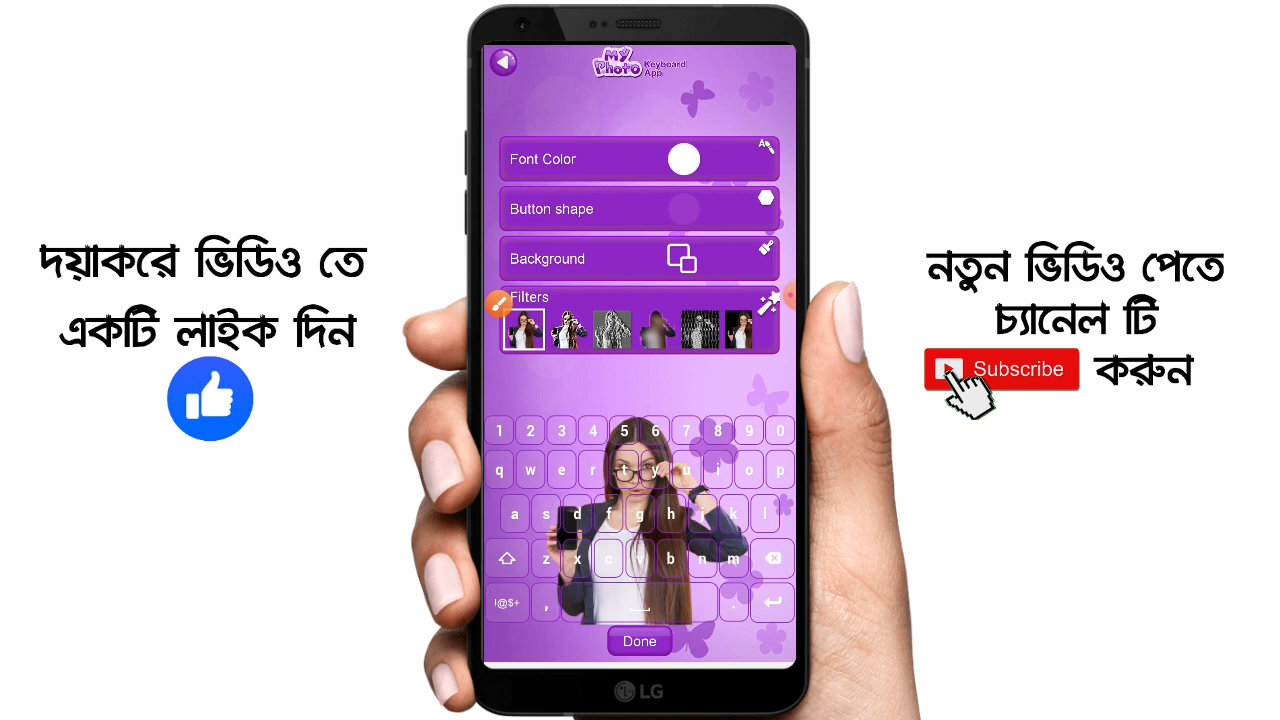 দয়াকরে ভিডিও তে
একটি লাইক দিন
My Photo Keyboard App
Font Color
Button shape
Background
Filters
1 2 3 4 5 6 7 8 9 0
q w e r t y u i o p
a s d f g h j k l
z x c v b n m
!@$+ , .
Done
LG
নতুন ভিডিও পেতে
চ্যানেল টি
Subscribe করুন